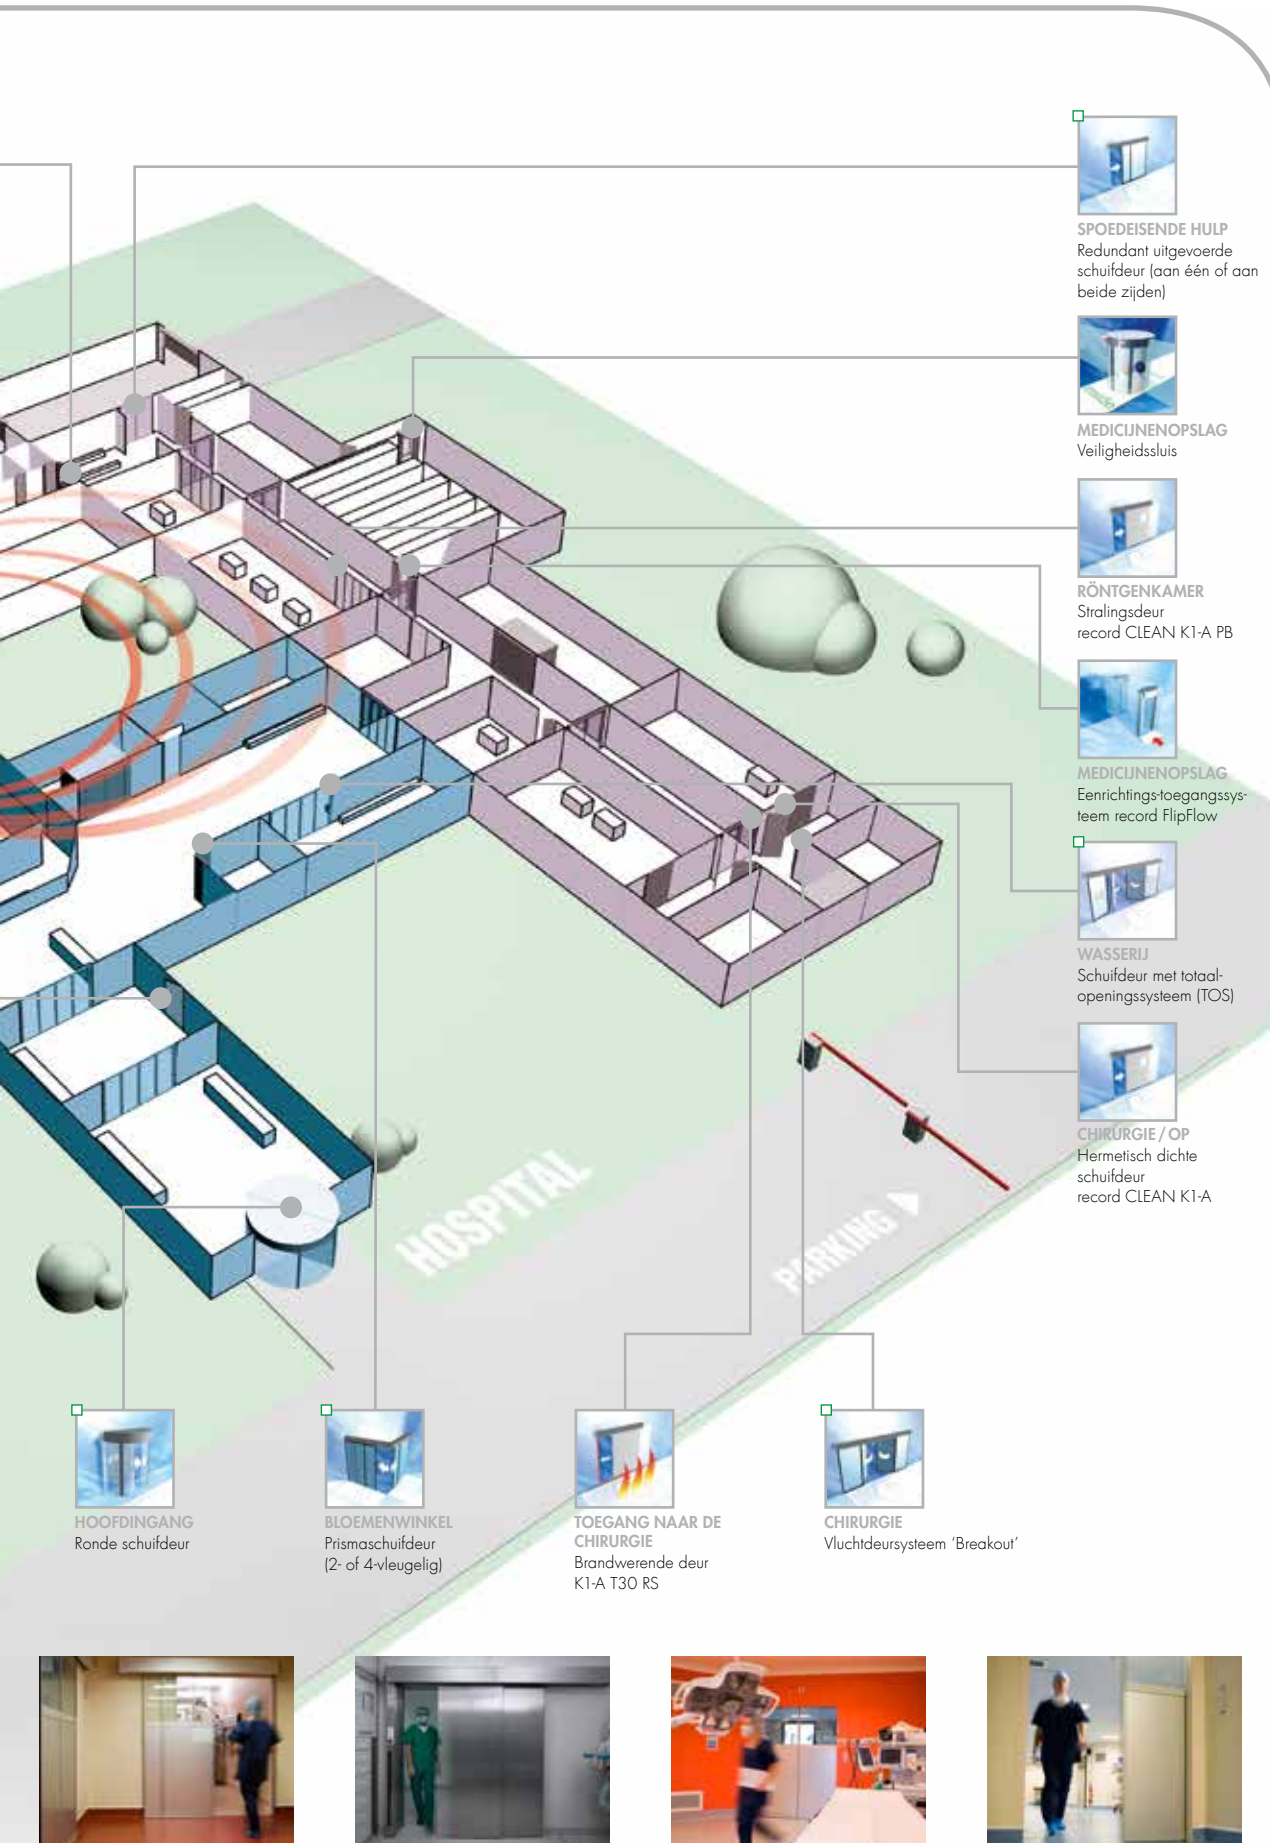 SPOEDEISENDE HULP
Redundant uitgevoerde
schuifdeur (aan één of aan
beide zijden)
MEDICIJNENOPSLAG
Veiligheidssluis
RÖNTGENKAMER
Stralingsdeur
record CLEAN K1-A PB
MEDICIJNENOPSLAG
Eenrichtings-toegangssys-
teem record FlipFlow
WASSERIJ
Schuifdeur met totaal-
openingssysteem (TOS)
CHIRURGIE / OP
Hermetisch dichte
schuifdeur
record CLEAN K1-A
HOSPITAL
PARKING
HOOFDINGANG
Ronde schuifdeur
BLOEMENWINKEL
Prismaschuifdeur
(2- of 4-vleugelig)
TOEGANG NAAR DE
CHIRURGIE
Brandwerende deur
K1-A T30 RS
CHIRURGIE
Vluchtdeursysteem ‘Breakout’